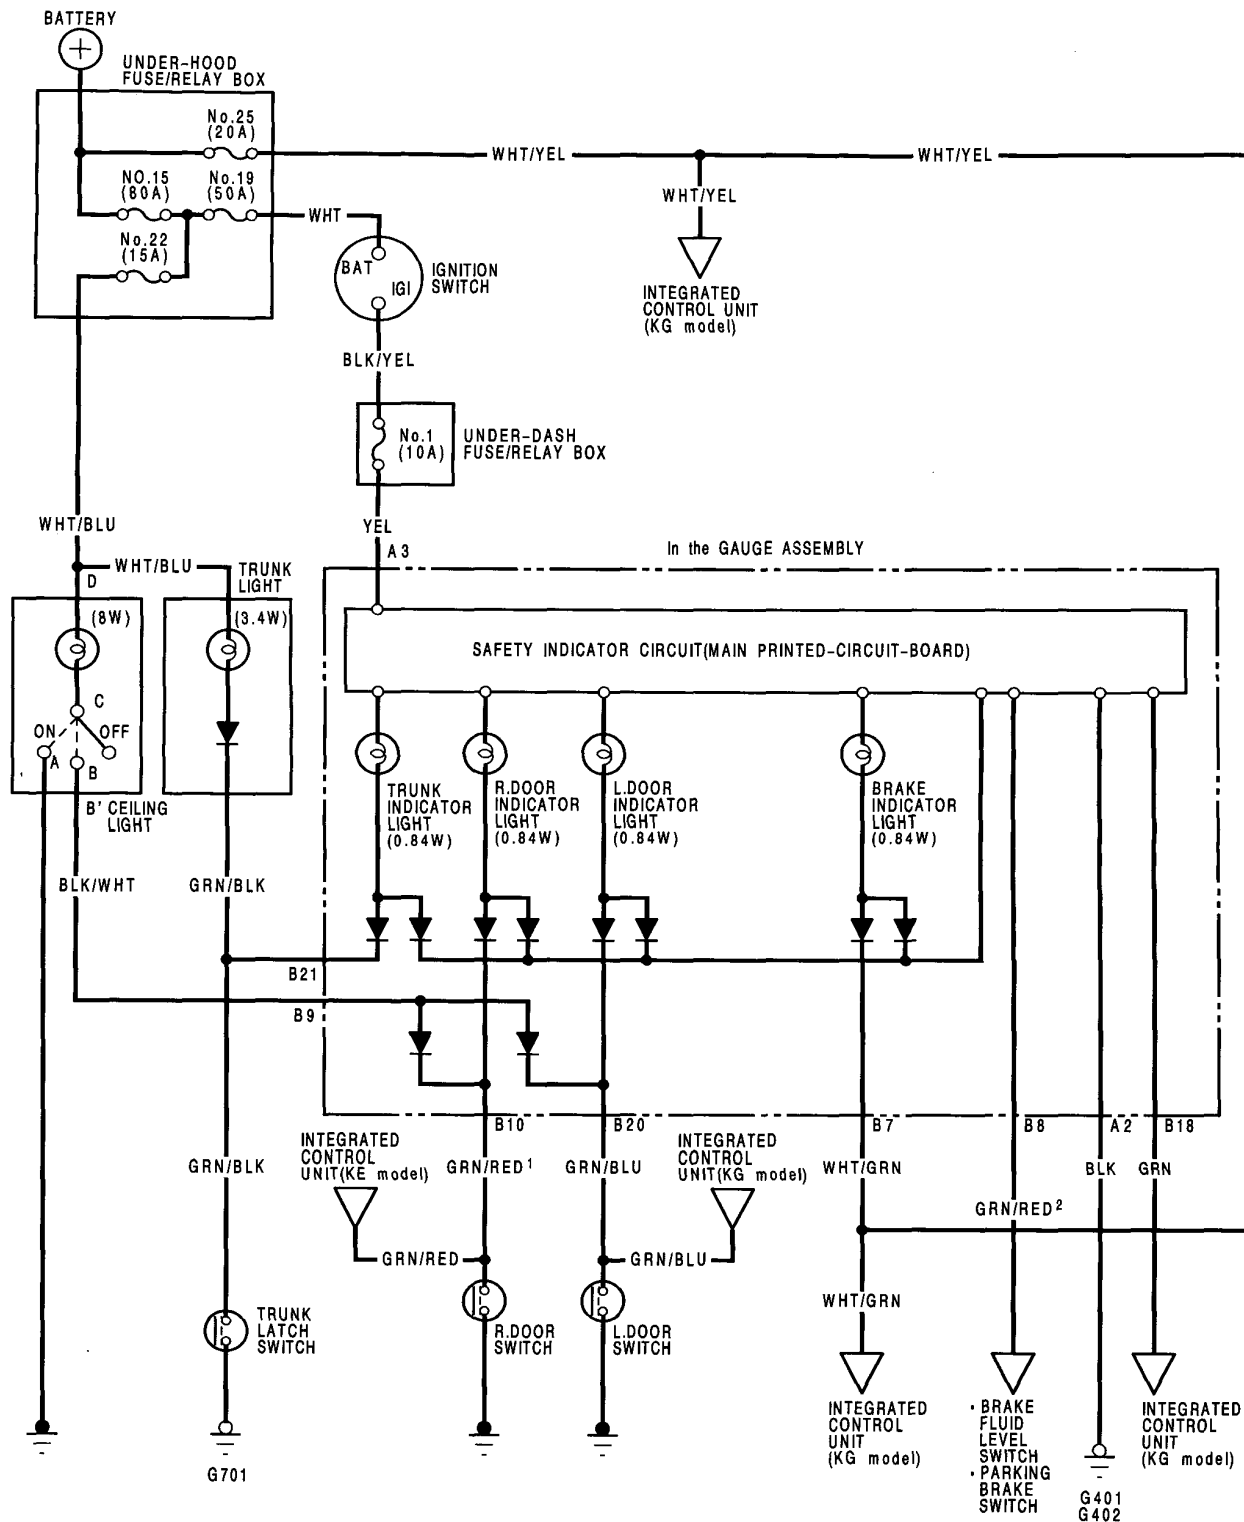 BATTERY
UNDER-HOOD
FUSE/RELAY BOX
No.25
(20A)
WHT/YEL
WHT/YEL
NO.15
(80A)
No.19
(50A)
WHT/YEL
WHT
No.22
(15A)
BAT
IGI
IGNITION
SWITCH
INTEGRATED
CONTROL UNIT
(KG model)
BLK/YEL
No.1
(10A)
UNDER-DASH
FUSE/RELAY BOX
WHT/BLU
YEL
A3
In the GAUGE ASSEMBLY
WHT/BLU
TRUNK
LIGHT
D
(8W)
(3.4W)
SAFETY INDICATOR CIRCUIT(MAIN PRINTED-CIRCUIT-BOARD)
C
ON
OFF
A
B
B' CEILING
LIGHT
TRUNK
INDICATOR
LIGHT
(0.84W)
R.DOOR
INDICATOR
LIGHT
(0.84W)
L.DOOR
INDICATOR
LIGHT
(0.84W)
BRAKE
INDICATOR
LIGHT
(0.84W)
BLK/WHT
GRN/BLK
B21
B9
B10
B20
B7
B8
A2
B18
INTEGRATED
CONTROL
UNIT(KE model)
INTEGRATED
CONTROL
UNIT(KG model)
GRN/BLK
GRN/RED¹
GRN/BLU
WHT/GRN
BLK
GRN
GRN/RED²
GRN/RED
GRN/BLU
WHT/GRN
TRUNK
LATCH
SWITCH
R.DOOR
SWITCH
L.DOOR
SWITCH
G701
INTEGRATED
CONTROL
UNIT
(KG model)
• BRAKE
FLUID
LEVEL
SWITCH
• PARKING
BRAKE
SWITCH
G401
G402
INTEGRATED
CONTROL
UNIT
(KG model)